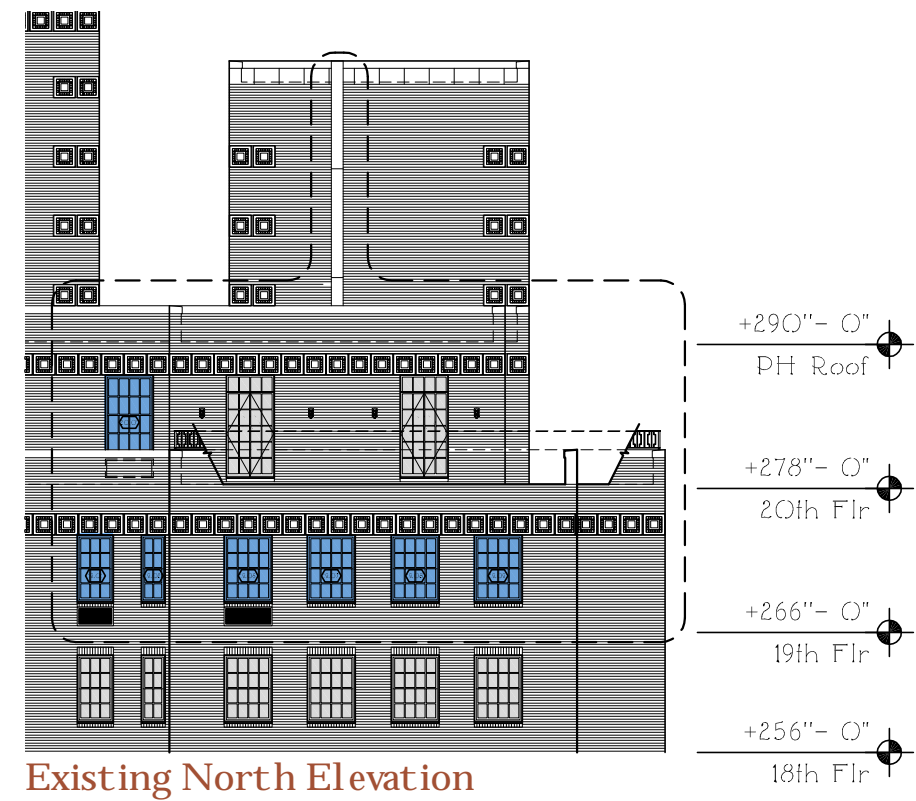 +290"- 0"
PH Roof
+278"- 0"
20th Flr
+266"- 0"
19th Flr
+256"- 0"
18th Flr
Existing North Elevation